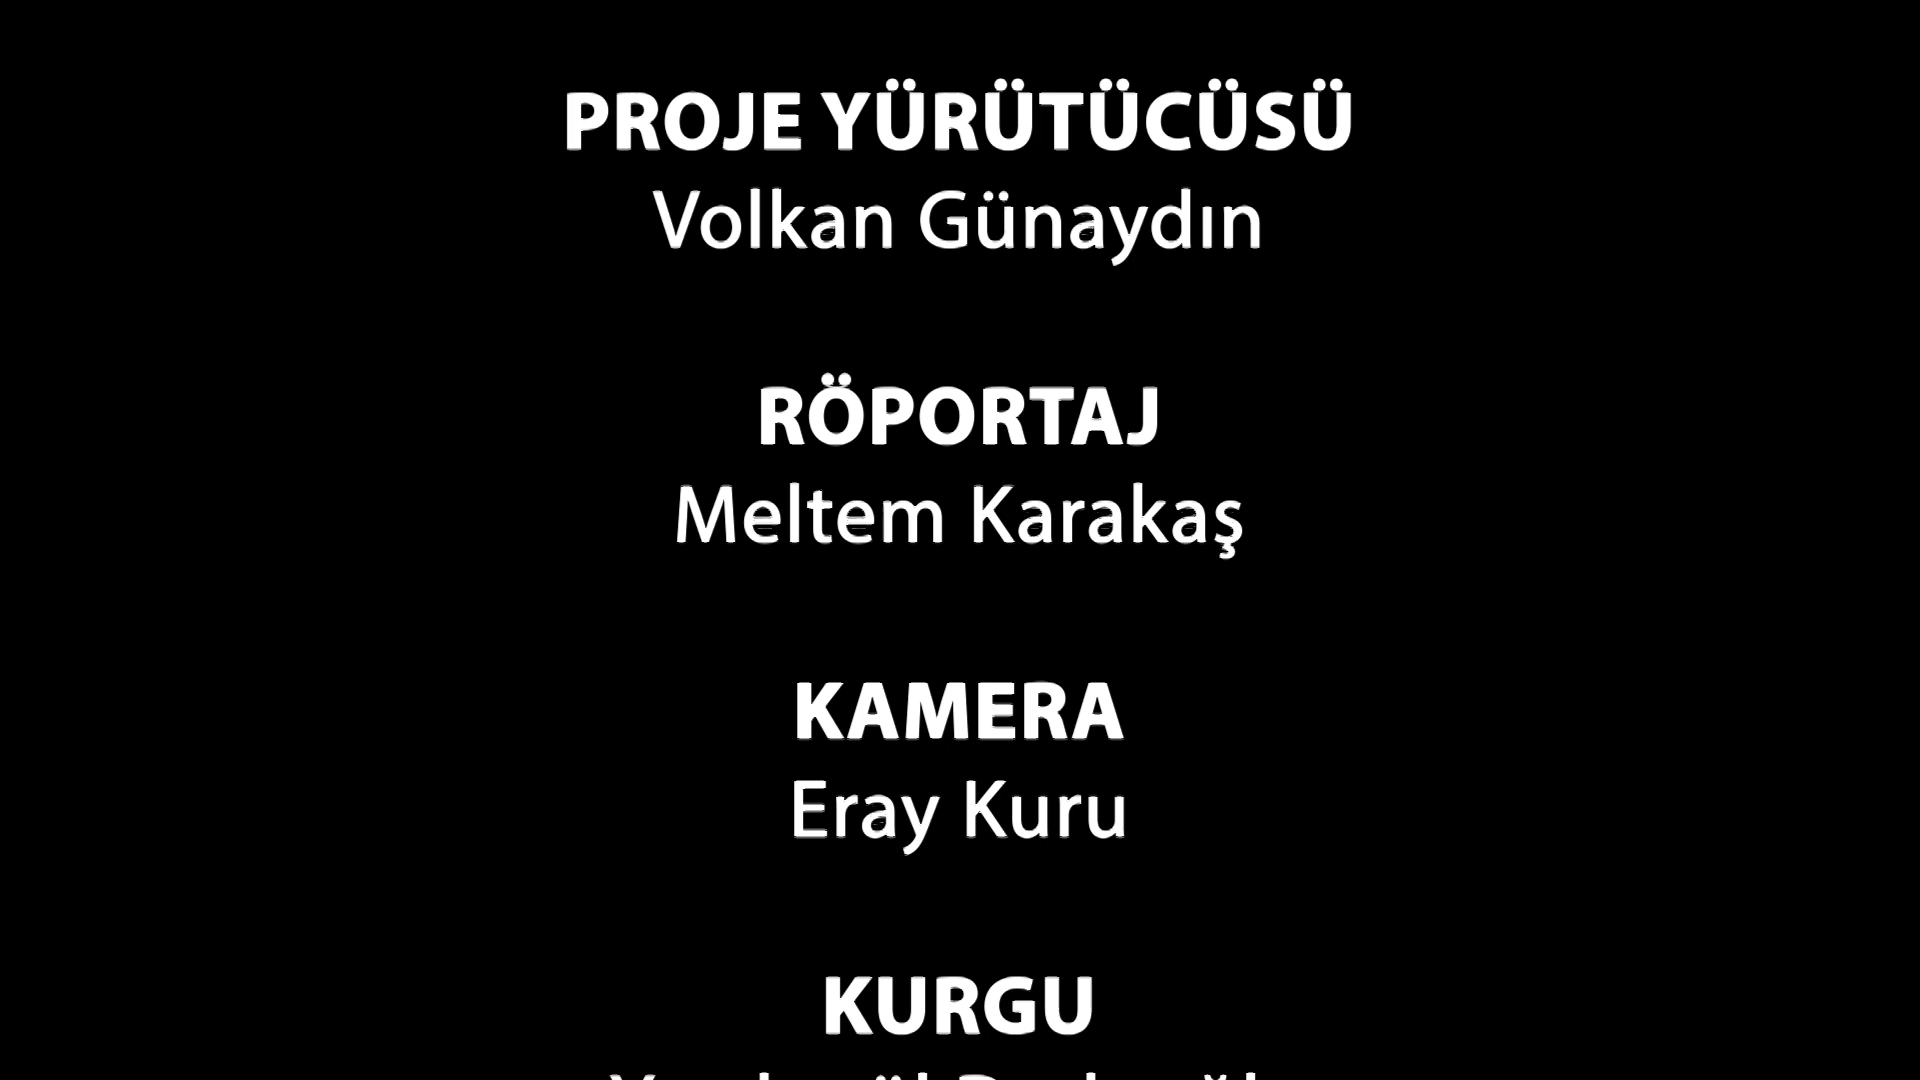 PROJE YÜRÜTÜCÜSÜ
Volkan Günaydın
RÖPORTAJ
Meltem Karakaş
KAMERA
Eray Kuru
KURGU